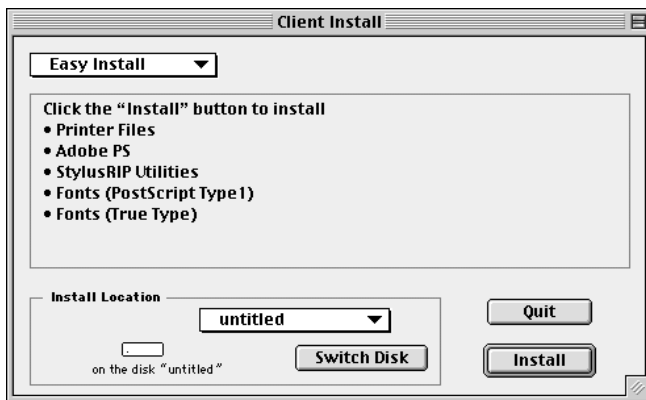 Client Install
Easy Install
Click the “Install” button to install
• Printer Files
• Adobe PS
• StylusRIP Utilities
• Fonts (PostScript Type1)
• Fonts (True Type)
Install Location
untitled
Quit
Switch Disk
Install
on the disk “untitled”